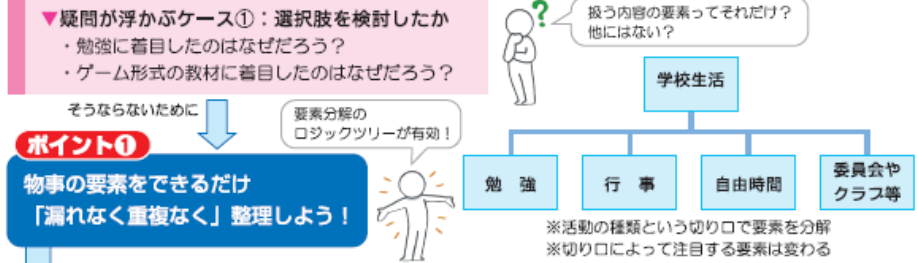 ▼疑問が浮かぶケース①：選択肢を検討したか
・勉強に着目したのはなぜだろう？
・ゲーム形式の教材に着目したのはなぜだろう？
?
扱う内容の要素ってそれだけ？
他にはない？
そうならないために
要素分解の
ロジックツリーが有効！
ポイント❶
物事の要素をできるだけ
「漏れなく重複なく」整理しよう！
学校生活
勉　強
行　事
自由時間
委員会や
クラブ等
※活動の種類という切り口で要素を分解
※切り口によって注目する要素は変わる